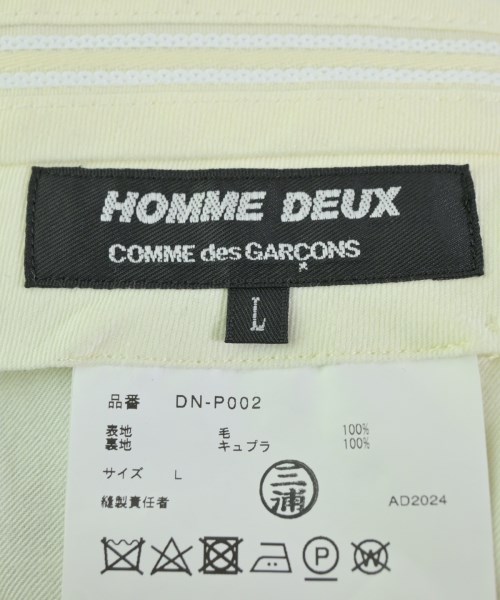 HOMME DEUX
COMME des GARÇONS
L
品番 DN-P002
表地 毛 100%
裏地 キュプラ 100%
サイズ L
縫製責任者 三浦 AD2024
P W